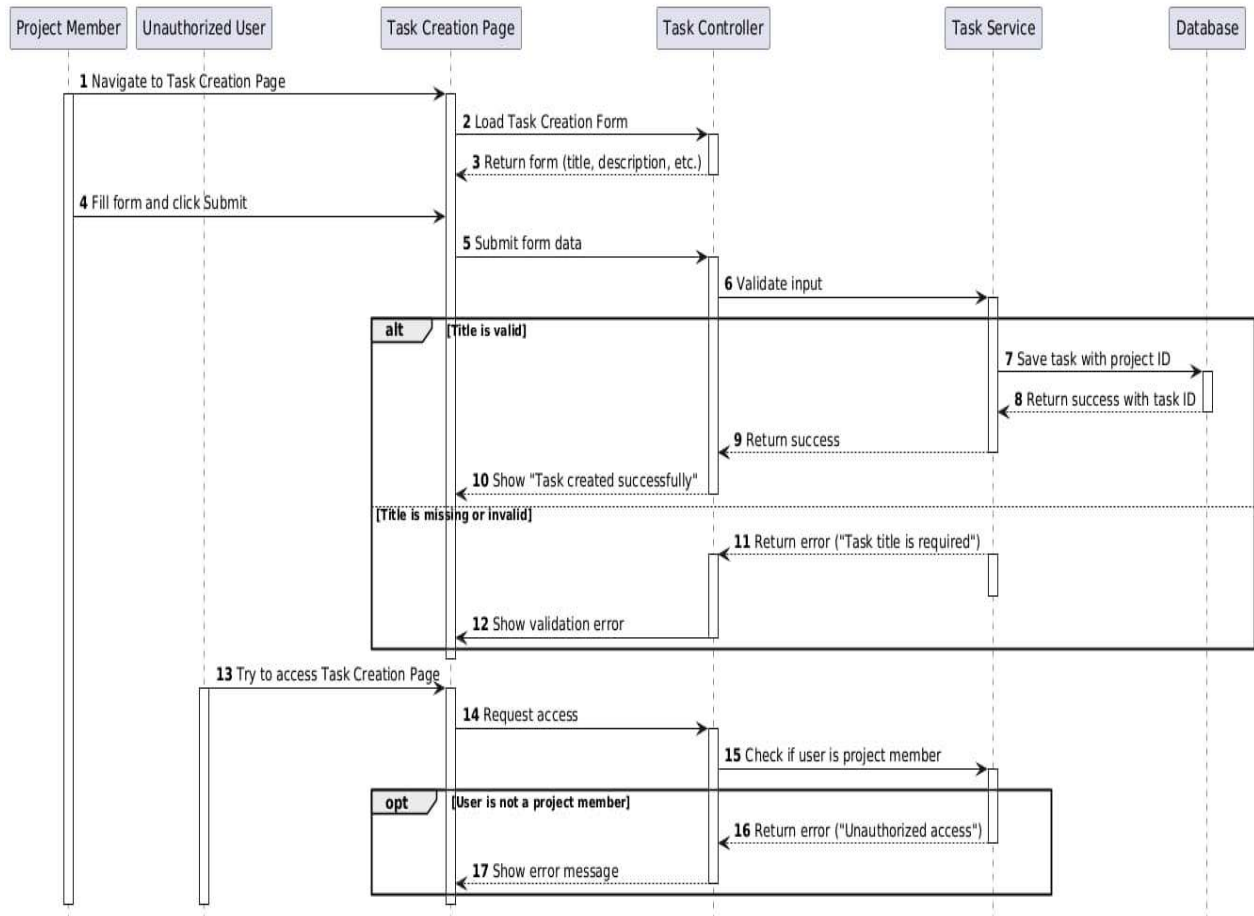 Project Member
Unauthorized User
Task Creation Page
Task Controller
Task Service
Database
1 Navigate to Task Creation Page
2 Load Task Creation Form
3 Return form (title, description, etc.)
4 Fill form and click Submit
5 Submit form data
6 Validate input
alt [Title is valid]
7 Save task with project ID
8 Return success with task ID
9 Return success
10 Show "Task created successfully"
[Title is missing or invalid]
11 Return error ("Task title is required")
12 Show validation error
13 Try to access Task Creation Page
14 Request access
15 Check if user is project member
opt [User is not a project member]
16 Return error ("Unauthorized access")
17 Show error message